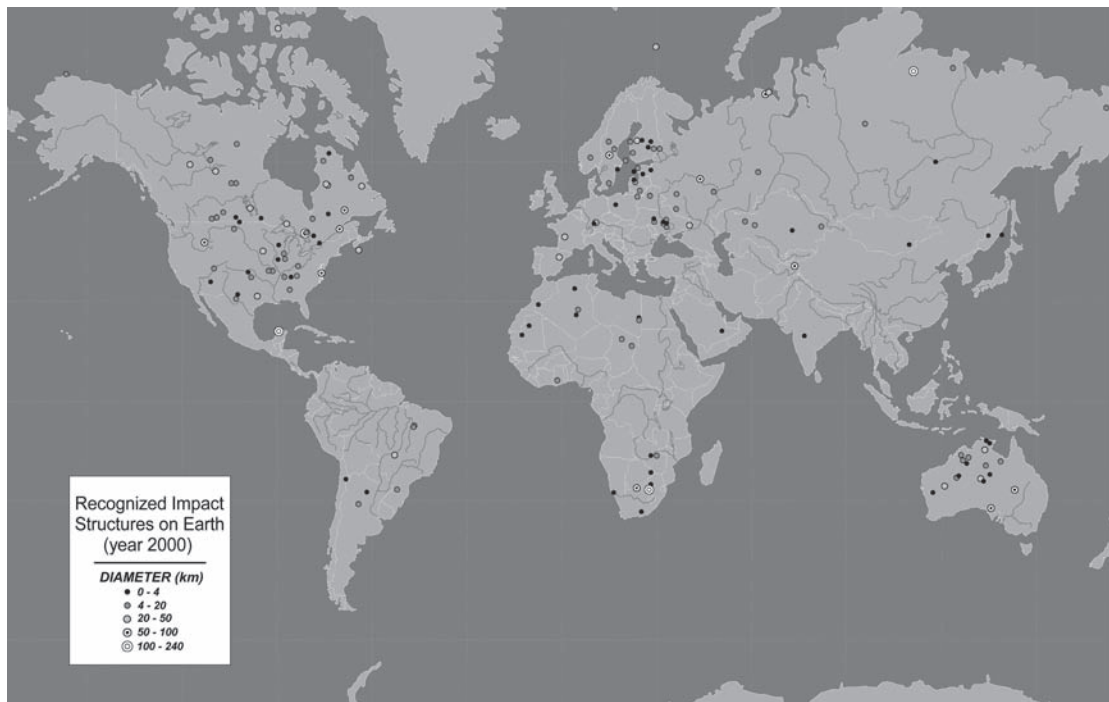 Recognized Impact
Structures on Earth
(year 2000)
DIAMETER (km)
0 - 4
4 - 20
20 - 50
50 - 100
100 - 240